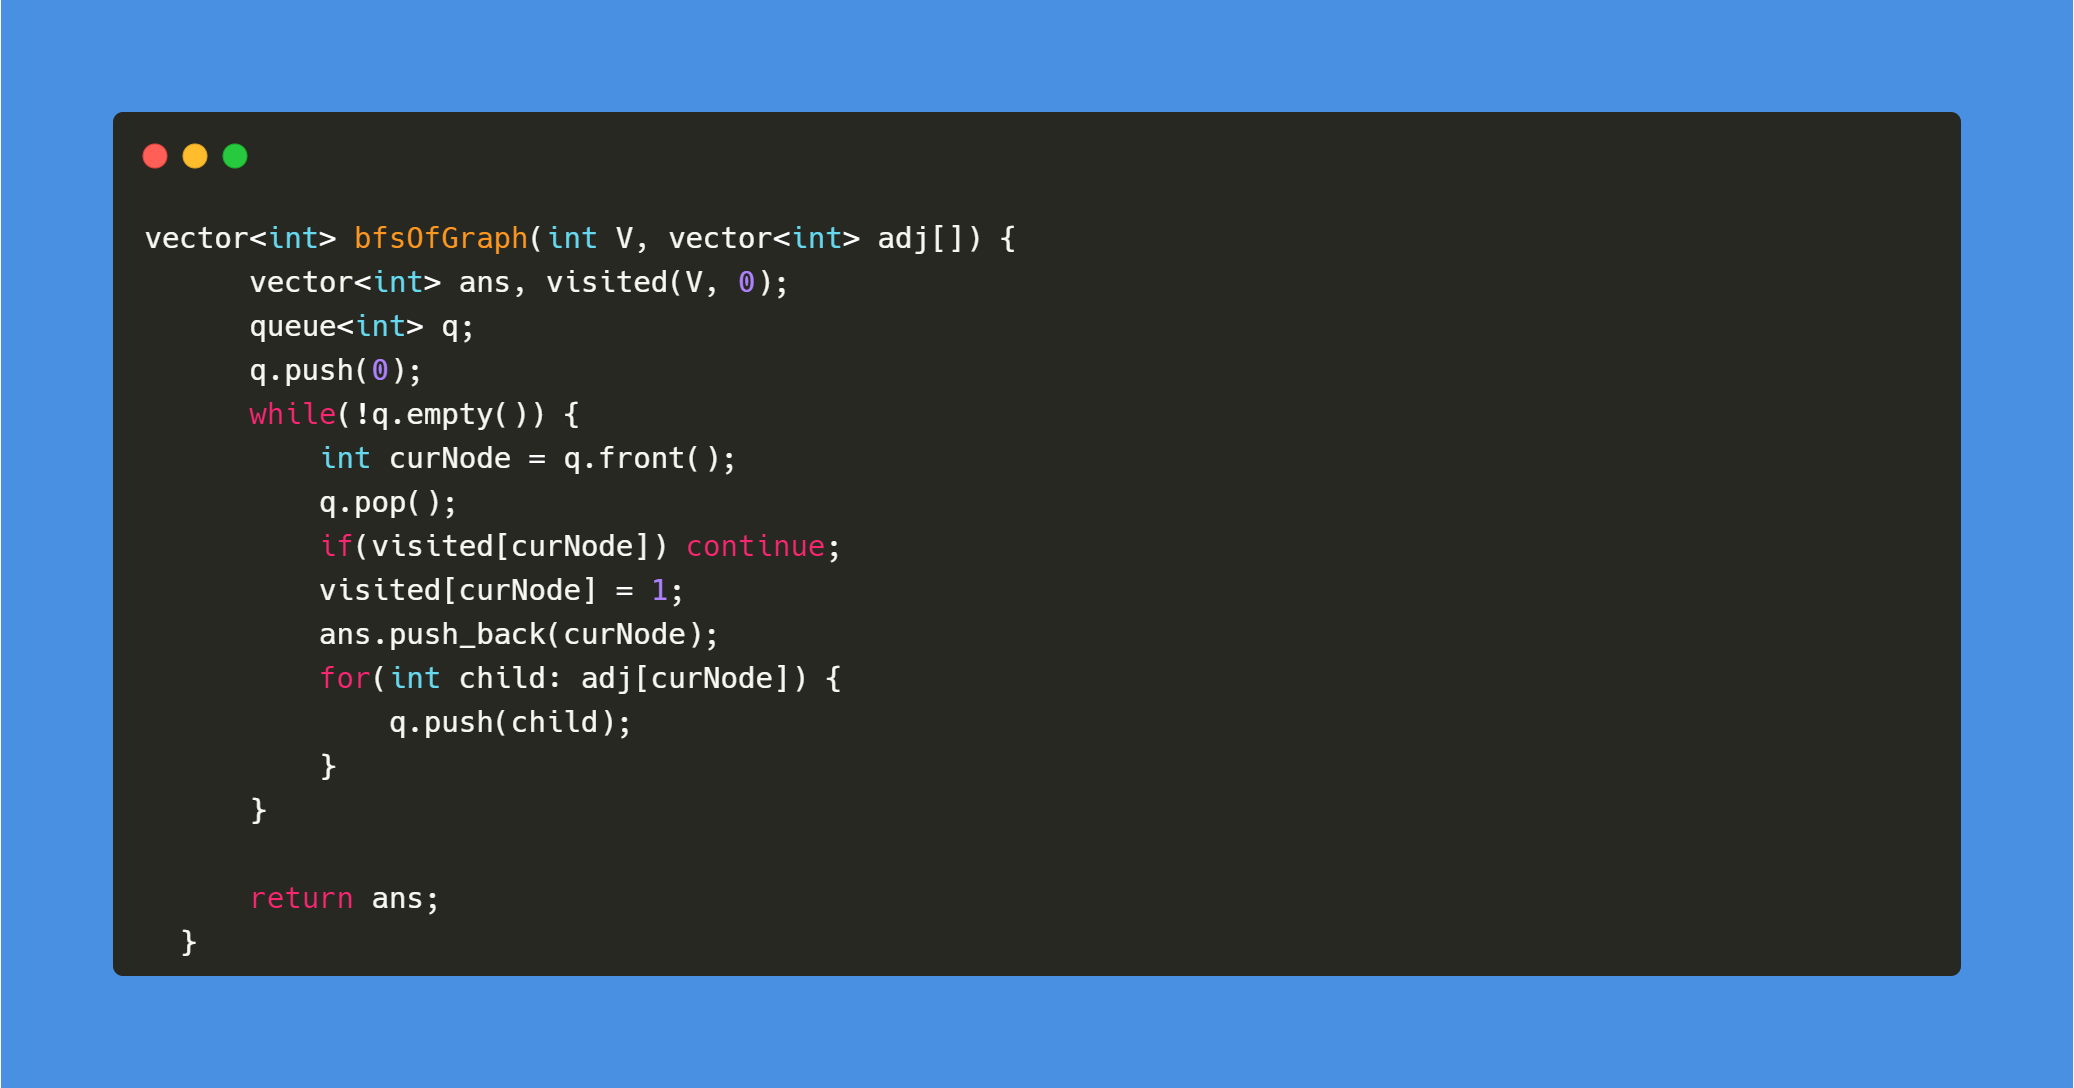 vector<int> bfsOfGraph(int V, vector<int> adj[]) {
      vector<int> ans, visited(V, 0);
      queue<int> q;
      q.push(0);
      while(!q.empty()) {
          int curNode = q.front();
          q.pop();
          if(visited[curNode]) continue;
          visited[curNode] = 1;
          ans.push_back(curNode);
          for(int child: adj[curNode]) {
              q.push(child);
          }
      }

      return ans;
  }